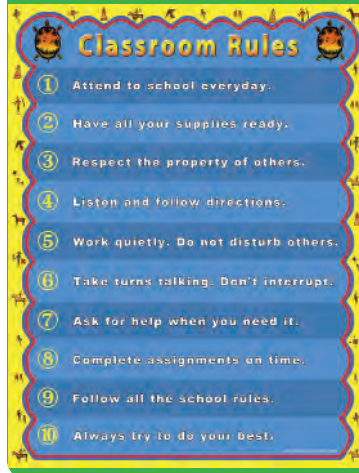 Classroom Rules
1 Attend to school everyday.
2 Have all your supplies ready.
3 Respect the property of others.
4 Listen and follow directions.
5 Work quietly. Do not disturb others.
6 Take turns talking. Don't interrupt.
7 Ask for help when you need it.
8 Complete assignments on time.
9 Follow all the school rules.
10 Always try to do your best.